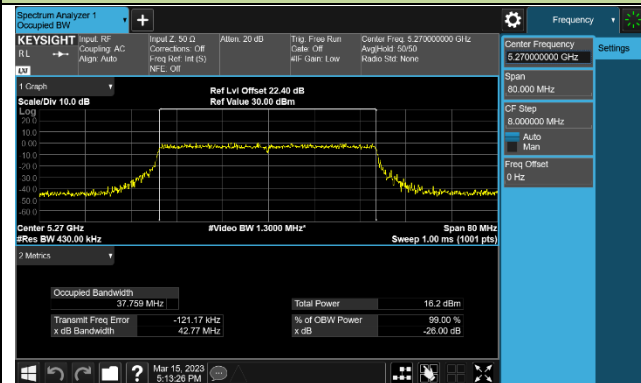 Spectrum Analyzer 1
Occupied BW
+
Frequency
KEYSIGHT
RL
LXI
Input: RF
Coupling: AC
Align: Auto
Input Z: 50 Ω
Corrections: Off
Freq Ref: Int (S)
NFE: Off
Atten: 20 dB
Trig: Free Run
Gate: Off
#IF Gain: Low
Center Freq: 5.270000000 GHz
Avg|Hold: 50/50
Radio Std: None
Center Frequency
5.270000000 GHz
Settings
Span
80.000 MHz
CF Step
8.000000 MHz
Auto
Man
Freq Offset
0 Hz
1 Graph
Scale/Div 10.0 dB
Ref Lvl Offset 22.40 dB
Ref Value 30.00 dBm
Log
20.0
10.0
0.00
-10.0
-20.0
-30.0
-40.0
-50.0
-60.0
Center 5.27 GHz
#Video BW 1.3000 MHz*
Span 80 MHz
#Res BW 430.00 kHz
Sweep 1.00 ms (1001 pts)
2 Metrics
Occupied Bandwidth
37.759 MHz
Total Power 16.2 dBm
Transmit Freq Error -121.17 kHz
% of OBW Power 99.00 %
x dB Bandwidth 42.77 MHz
x dB -26.00 dB
?
Mar 15, 2023
5:13:26 PM